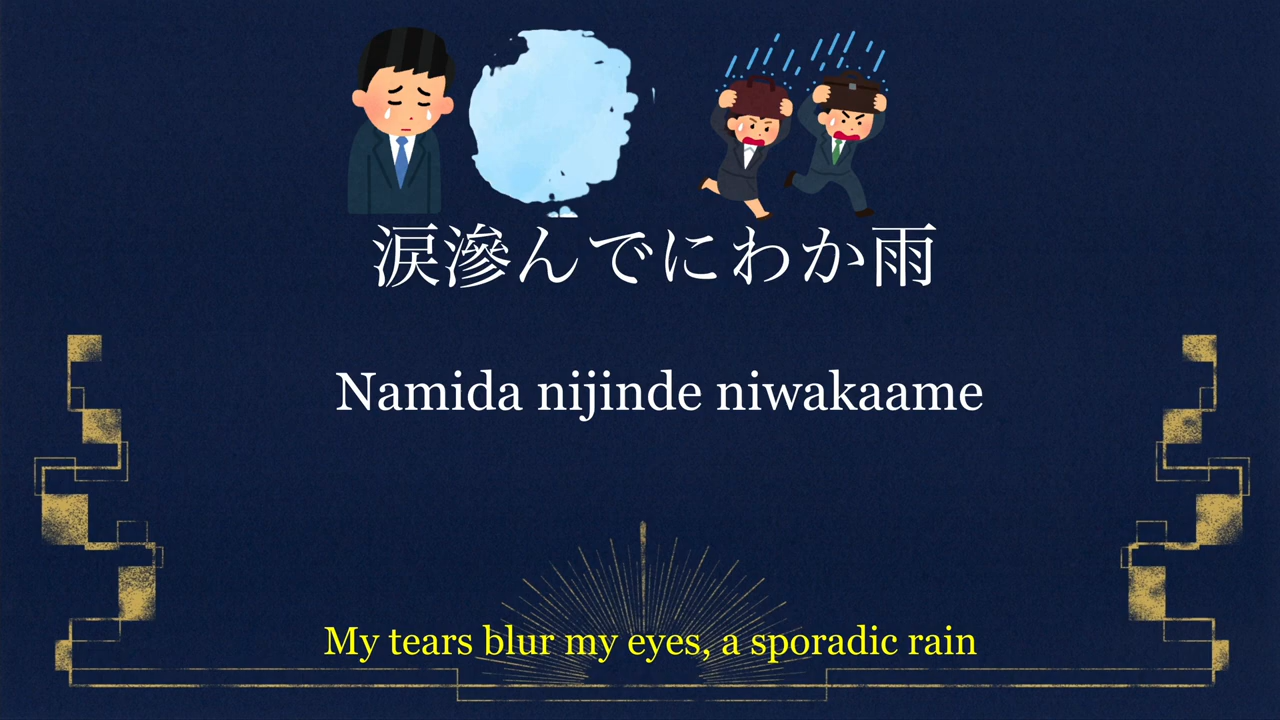 涙滲んでにわか雨
Namida nijinde niwakaame
My tears blur my eyes, a sporadic rain